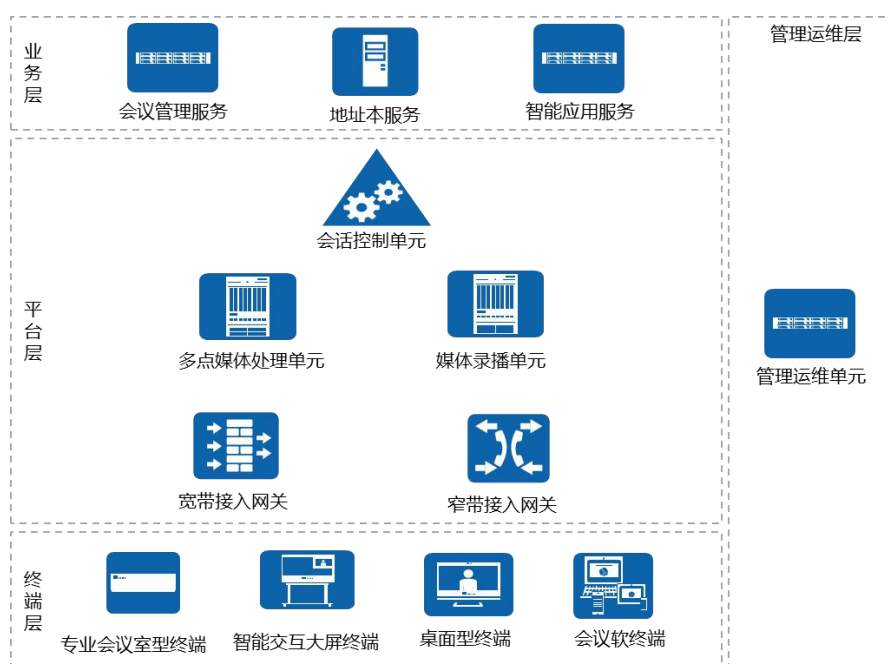 业务层
会议管理服务
地址本服务
智能应用服务
管理运维层
平台层
会话控制单元
多点媒体处理单元
媒体录播单元
宽带接入网关
窄带接入网关
管理运维单元
终端层
专业会议室型终端
智能交互大屏终端
桌面型终端
会议软终端